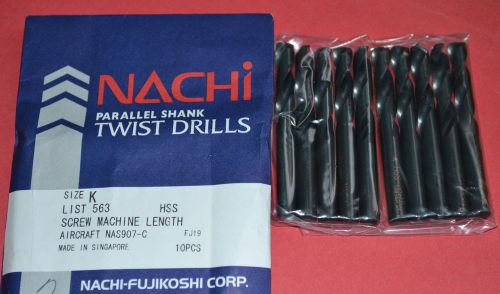 NACHi
PARALLEL SHANK
TWIST DRILLS
SIZE K
LIST 563 HSS
SCREW MACHINE LENGTH
AIRCRAFT NAS907-C FJ19
MADE IN SINGAPORE 10PCS
NACHI-FUJIKOSHI CORP.